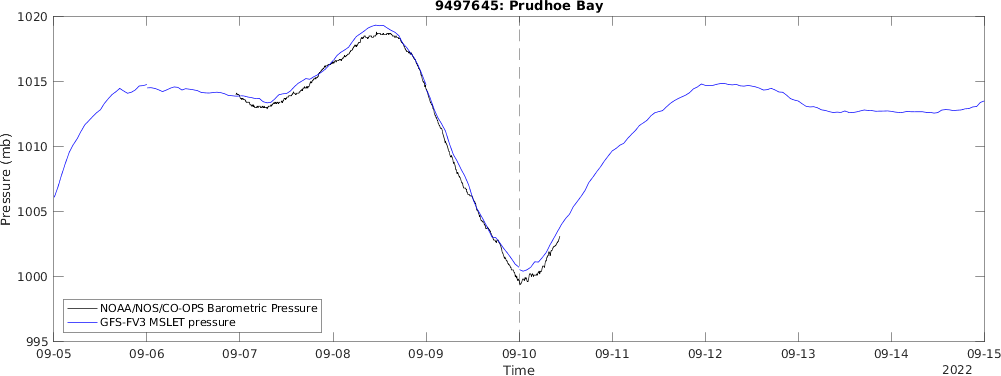 9497645: Prudhoe Bay
1020
1015
1010
1005
1000
995
Pressure (mb)
NOAA/NOS/CO-OPS Barometric Pressure
GFS-FV3 MSLET pressure
09-05 09-06 09-07 09-08 09-09 09-10 09-11 09-12 09-13 09-14 09-15
Time
2022